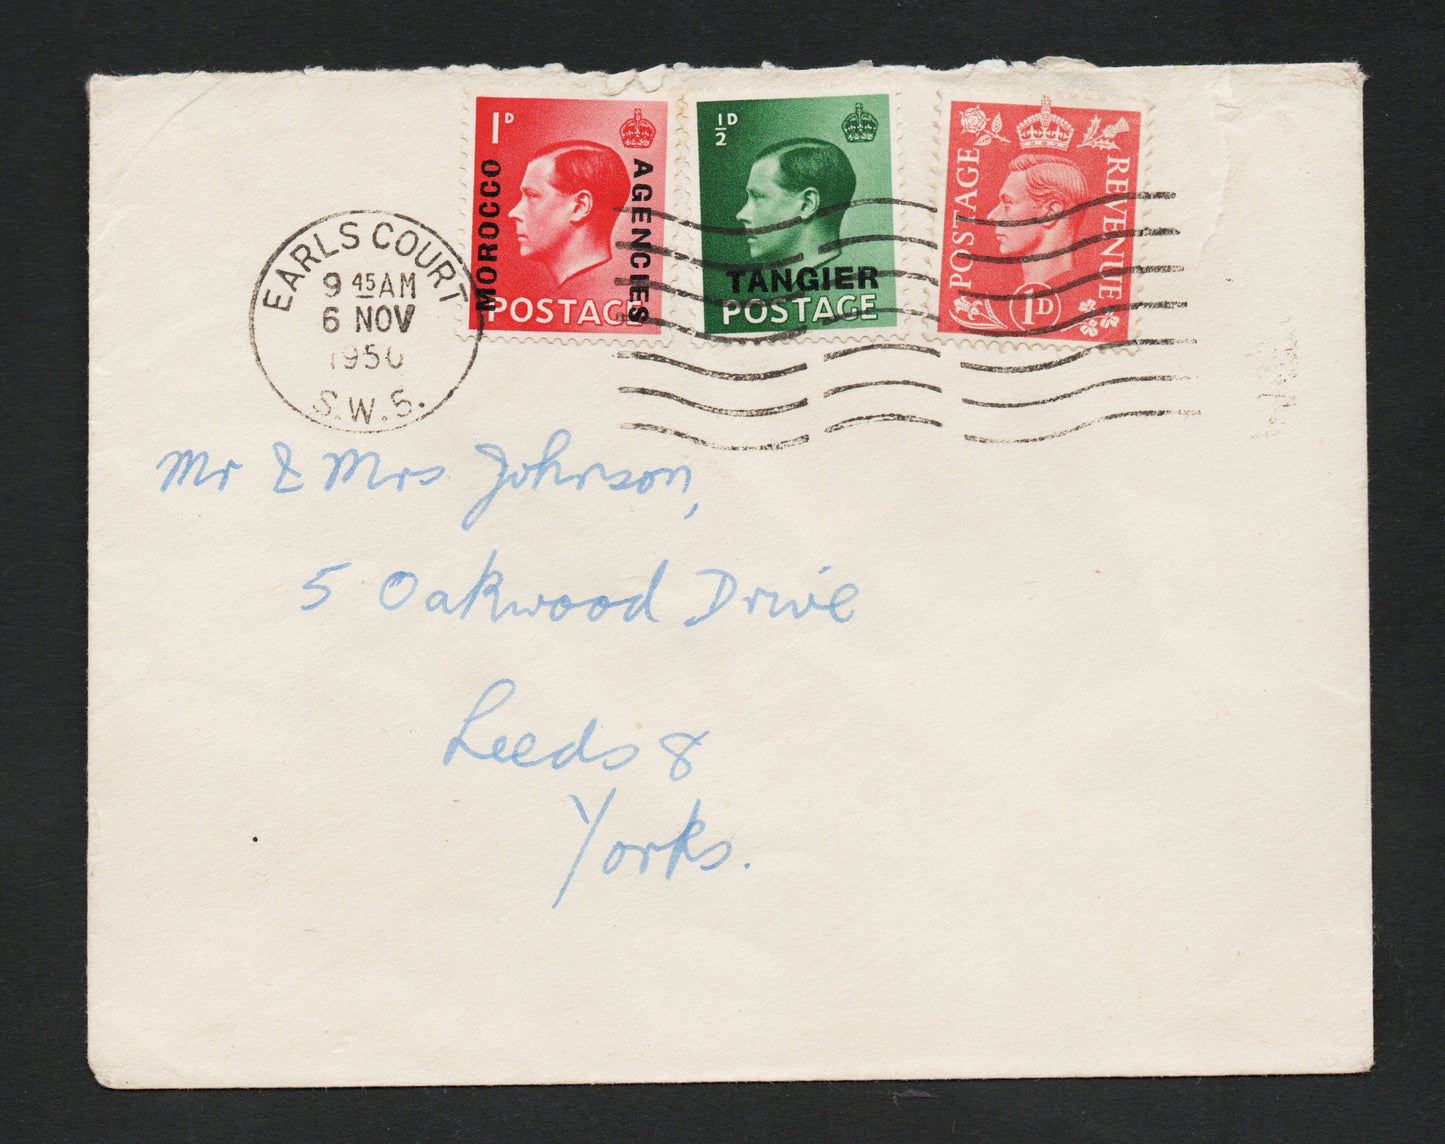 1D
MOROCCO
AGENCIES
POSTAGE
½D
TANGIER
POSTAGE
POSTAGE
REVENUE
1D
EARLS COURT
9 45 AM
6 NOV
1950
S.W.5.
Mr & Mrs Johnson,
5 Oakwood Drive
Leeds 8
Yorks.